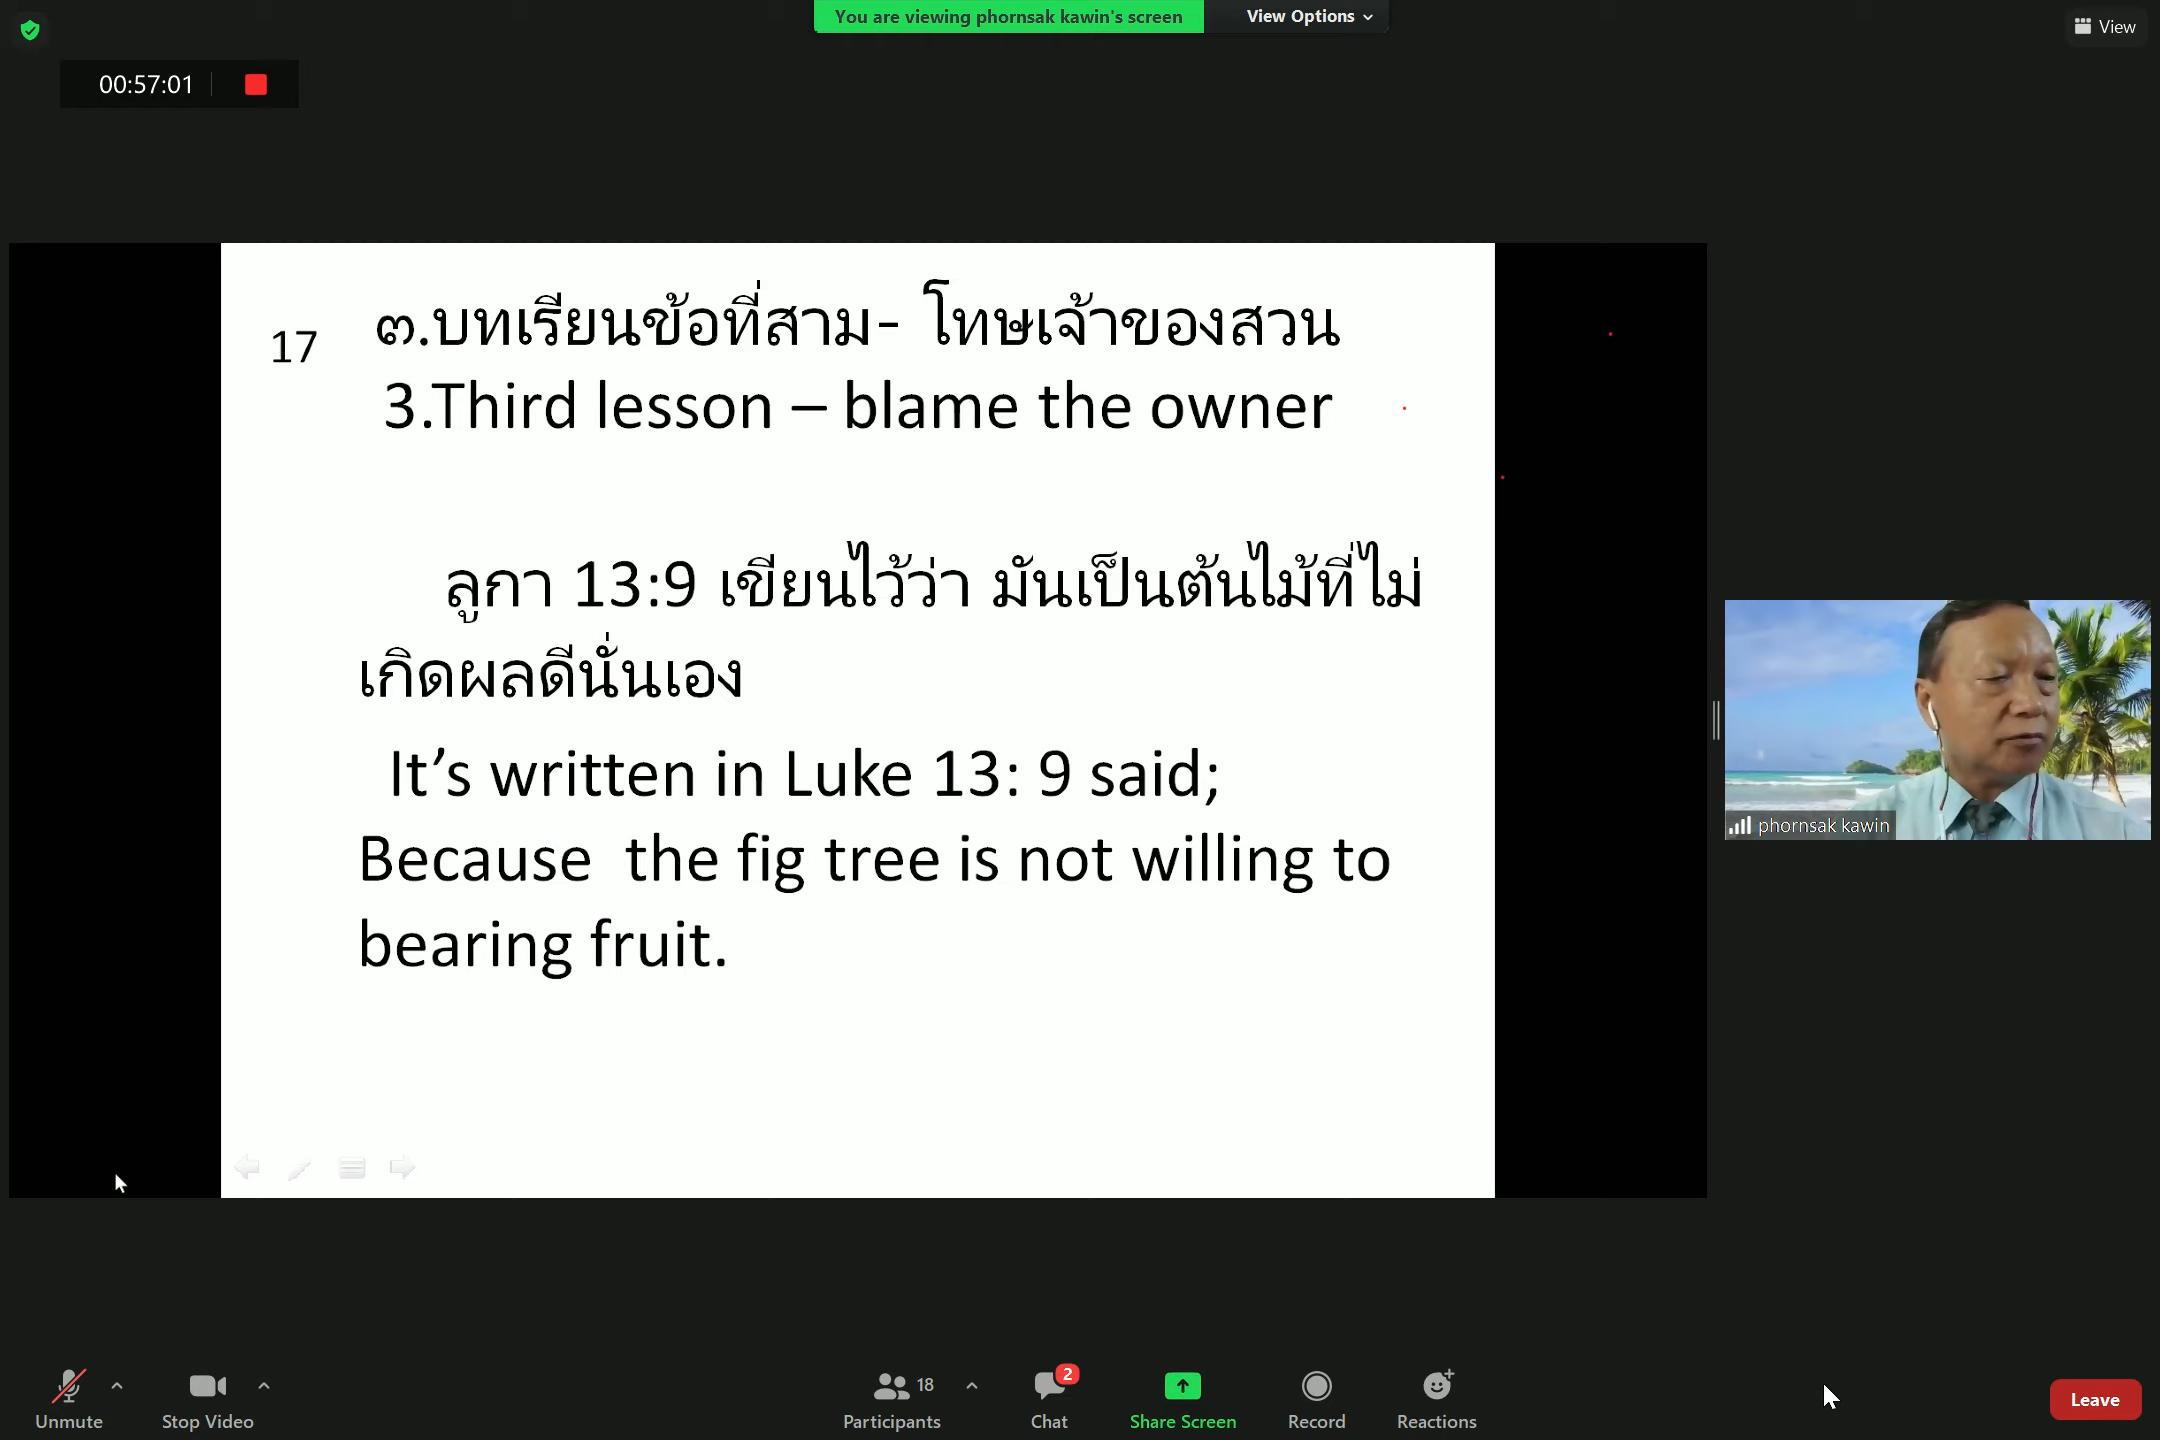 You are viewing phornsak kawin's screen
View Options
View
00:57:01
17
๓.บทเรียนข้อที่สาม- โทษเจ้าของสวน
3.Third lesson – blame the owner
ลูกา 13:9 เขียนไว้ว่า มันเป็นต้นไม้ที่ไม่
เกิดผลดีนั่นเอง
It’s written in Luke 13: 9 said;
Because  the fig tree is not willing to
bearing fruit.
phornsak kawin
Unmute
Stop Video
18
Participants
2
Chat
Share Screen
Record
Reactions
Leave